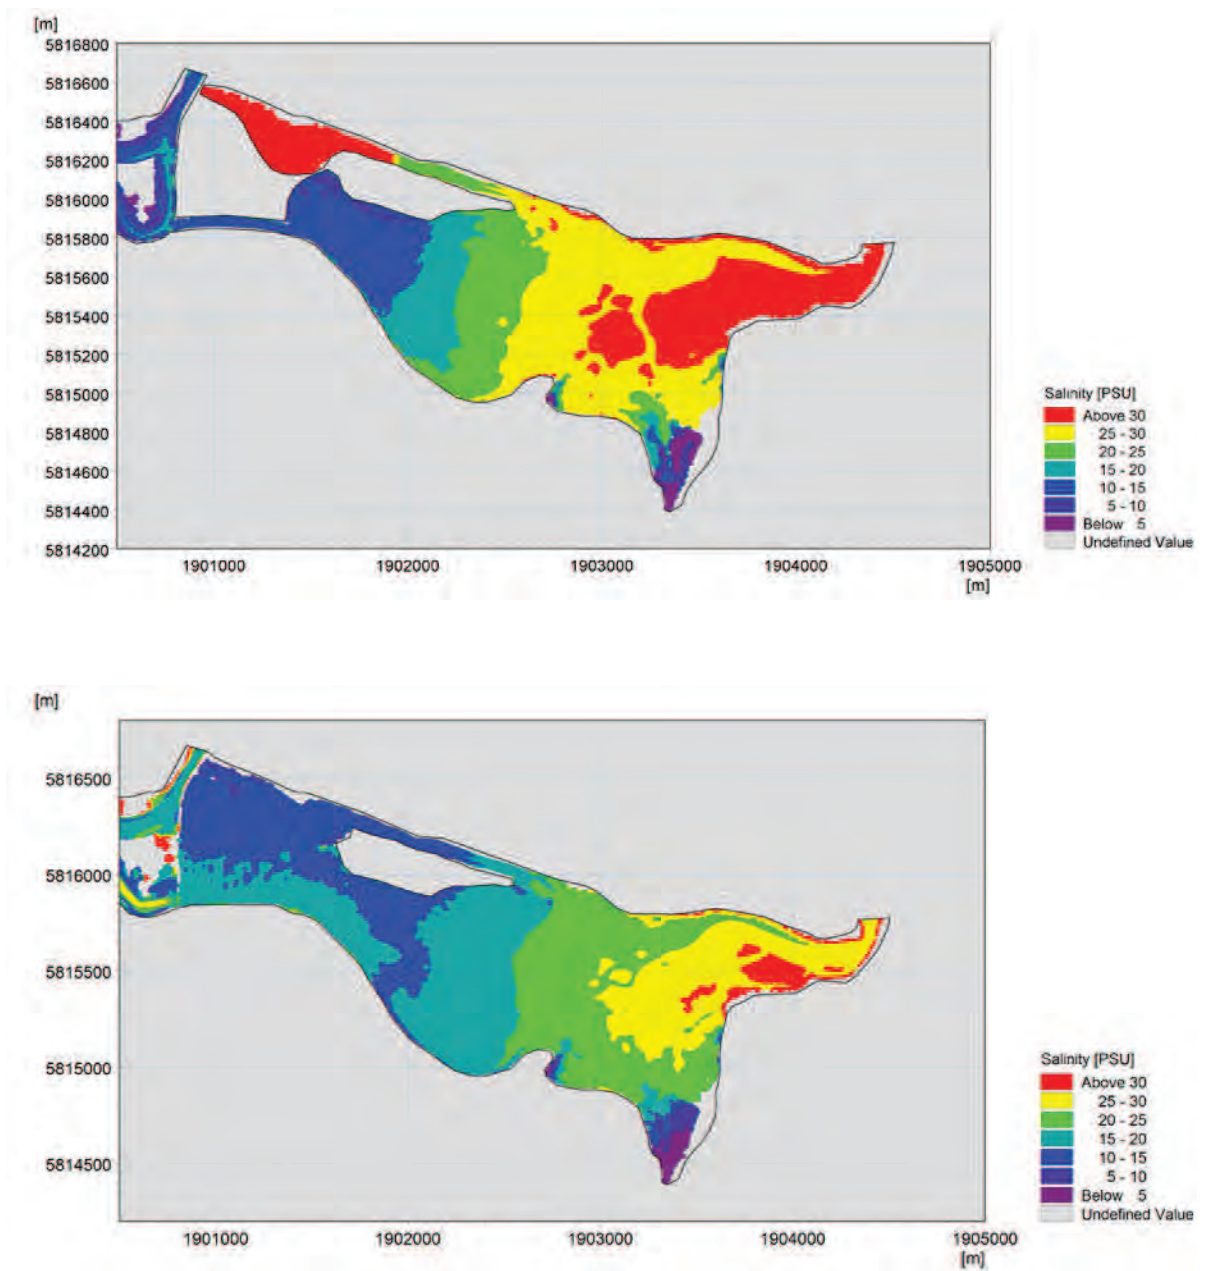 [m]
5816800
5816600
5816400
5816200
5816000
5815800
5815600
5815400
5815200
5815000
5814800
5814600
5814400
5814200
1901000 1902000 1903000 1904000 1905000
[m]
Salinity [PSU]
Above 30
25 - 30
20 - 25
15 - 20
10 - 15
5 - 10
Below 5
Undefined Value
[m]
5816500
5816000
5815500
5815000
5814500
1901000 1902000 1903000 1904000 1905000
[m]
Salinity [PSU]
Above 30
25 - 30
20 - 25
15 - 20
10 - 15
5 - 10
Below 5
Undefined Value